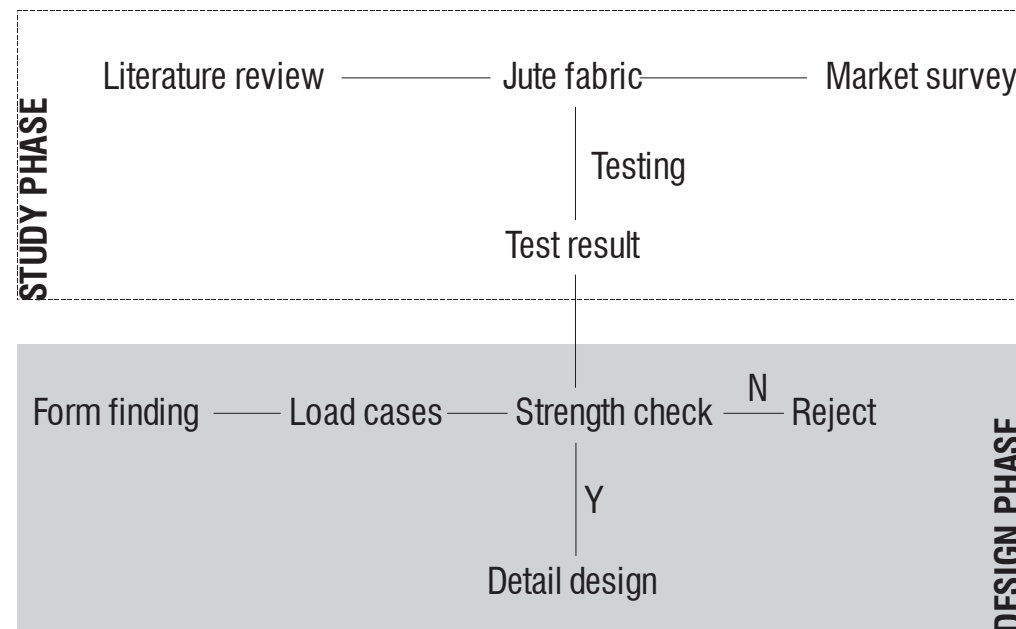 Literature review Jute fabric Market survey
STUDY PHASE
Testing
Test result
N
Form finding Load cases Strength check Reject
DESIGN PHASE
Y
Detail design